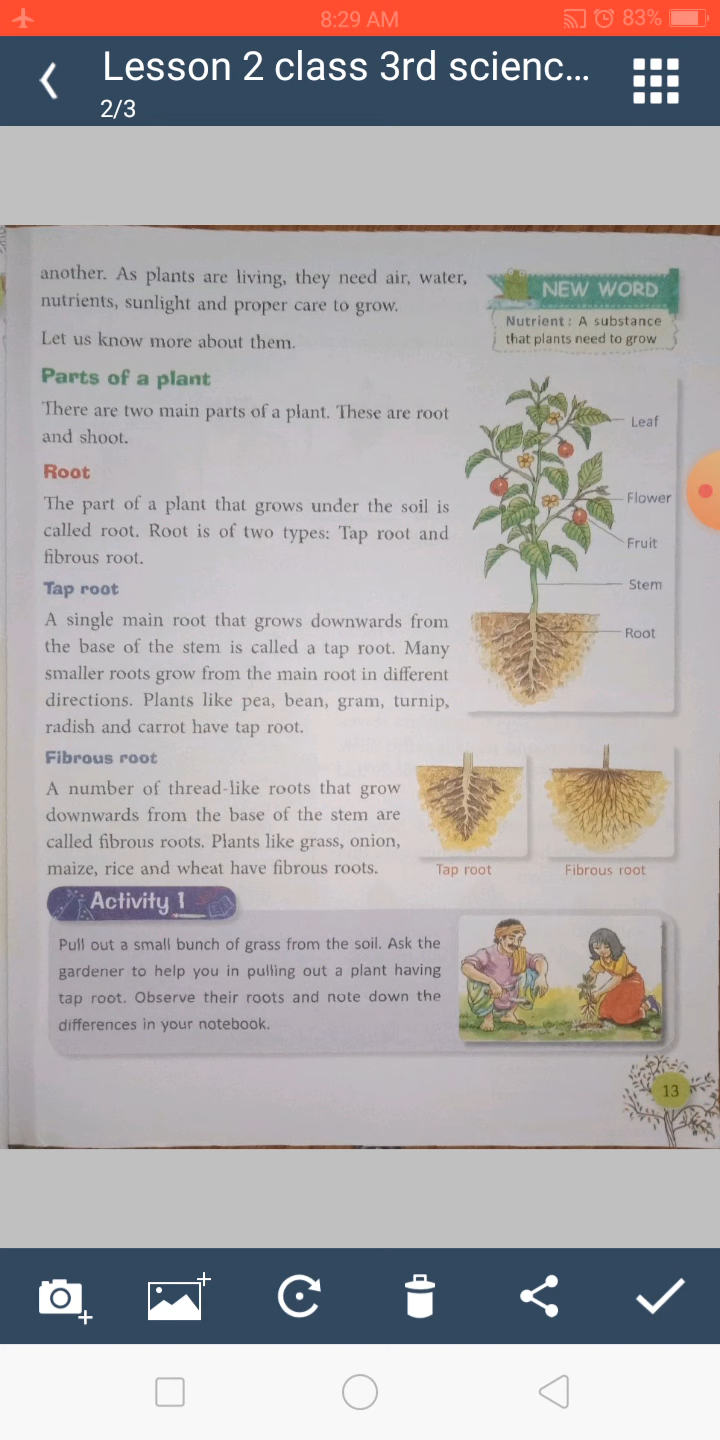 8:29 AM
83%
Lesson 2 class 3rd scienc...
2/3
another. As plants are living, they need air, water,
nutrients, sunlight and proper care to grow.
Let us know more about them.
NEW WORD
Nutrient : A substance
that plants need to grow
Parts of a plant
There are two main parts of a plant. These are root
and shoot.
Root
The part of a plant that grows under the soil is
called root. Root is of two types: Tap root and
fibrous root.
Leaf
Flower
Fruit
Stem
Root
Tap root
A single main root that grows downwards from
the base of the stem is called a tap root. Many
smaller roots grow from the main root in different
directions. Plants like pea, bean, gram, turnip,
radish and carrot have tap root.
Fibrous root
A number of thread-like roots that grow
downwards from the base of the stem are
called fibrous roots. Plants like grass, onion,
maize, rice and wheat have fibrous roots.
Tap root
Fibrous root
Activity 1
Pull out a small bunch of grass from the soil. Ask the
gardener to help you in pulling out a plant having
tap root. Observe their roots and note down the
differences in your notebook.
13